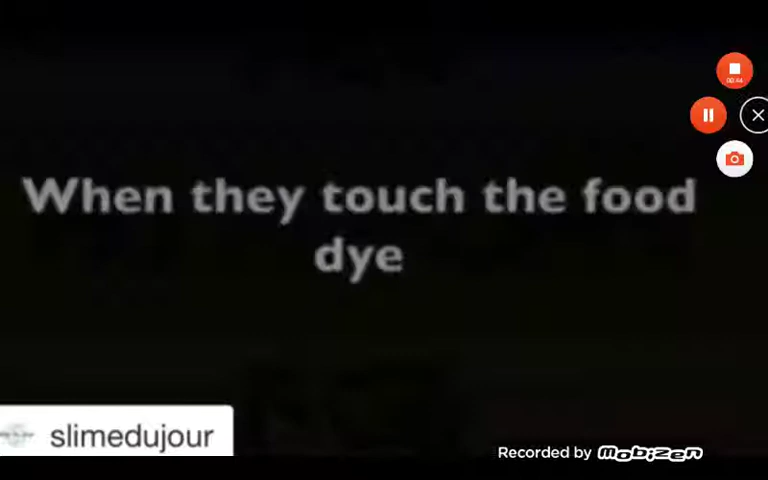 When they touch the food
dye
slimedujour
Recorded by mobizen